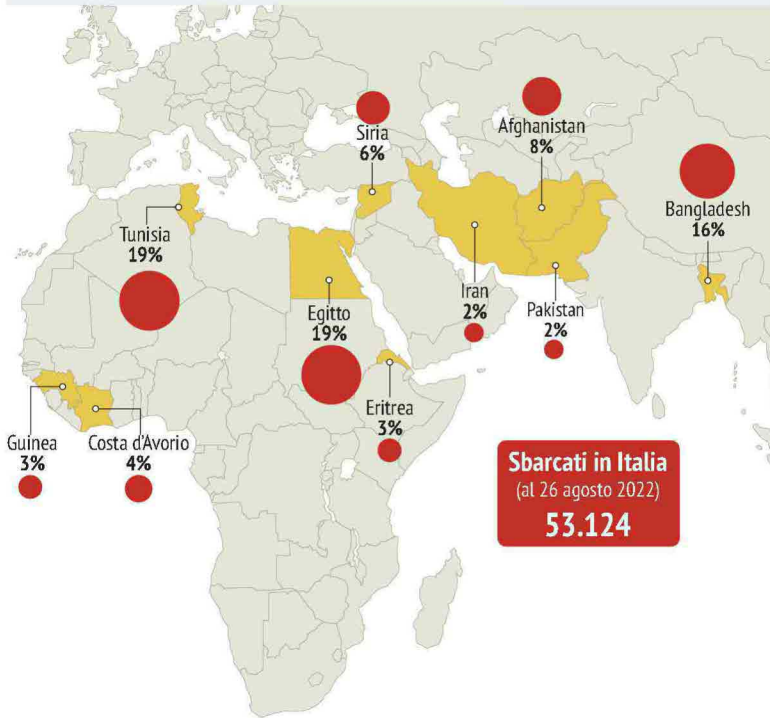 Siria
6%
Afghanistan
8%
Bangladesh
16%
Tunisia
19%
Egitto
19%
Iran
2%
Pakistan
2%
Eritrea
3%
Guinea
3%
Costa d'Avorio
4%
Sbarcati in Italia
(al 26 agosto 2022)
53.124